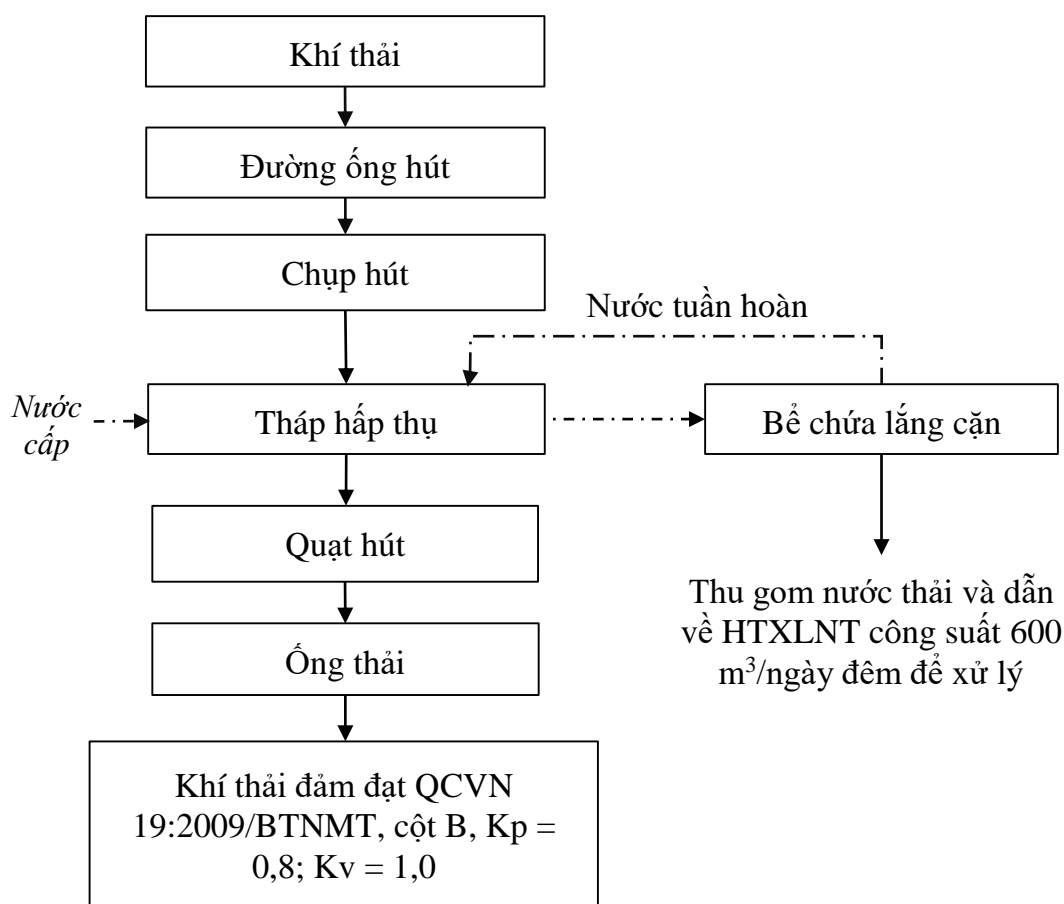 Khí thải
Đường ống hút
Chụp hút
Nước tuần hoàn
Nước
cấp
Tháp hấp thụ
Bể chứa lắng cặn
Quạt hút
Thu gom nước thải và dẫn
về HTXLNT công suất 600
m³/ngày đêm để xử lý
Ống thải
Khí thải đảm đạt QCVN
19:2009/BTNMT, cột B, Kp =
0,8; Kv = 1,0